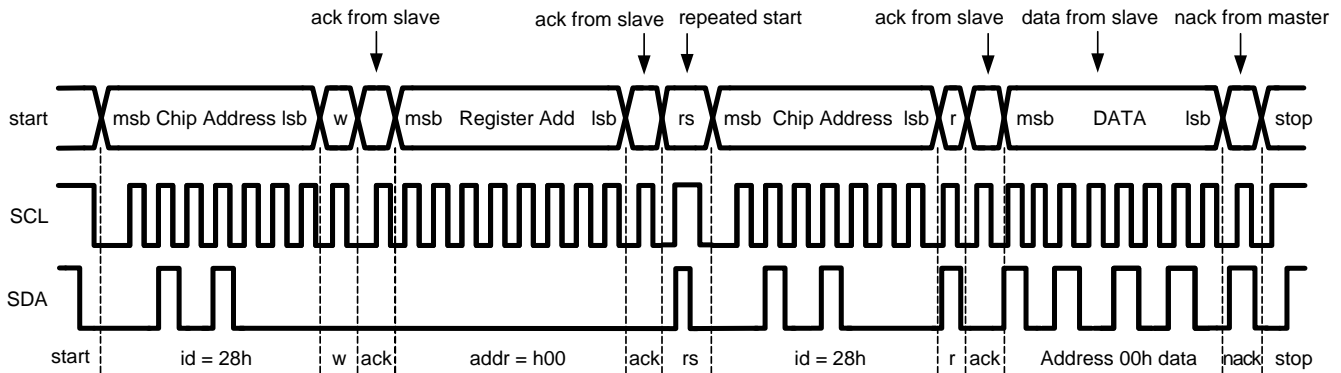 ack from slave ack from slave repeated start ack from slave data from slave nack from master
start msb Chip Address lsb w msb Register Add lsb rs msb Chip Address lsb r msb DATA lsb stop
SCL
SDA
start id = 28h w ack addr = h00 ack rs id = 28h r ack Address 00h data nack stop